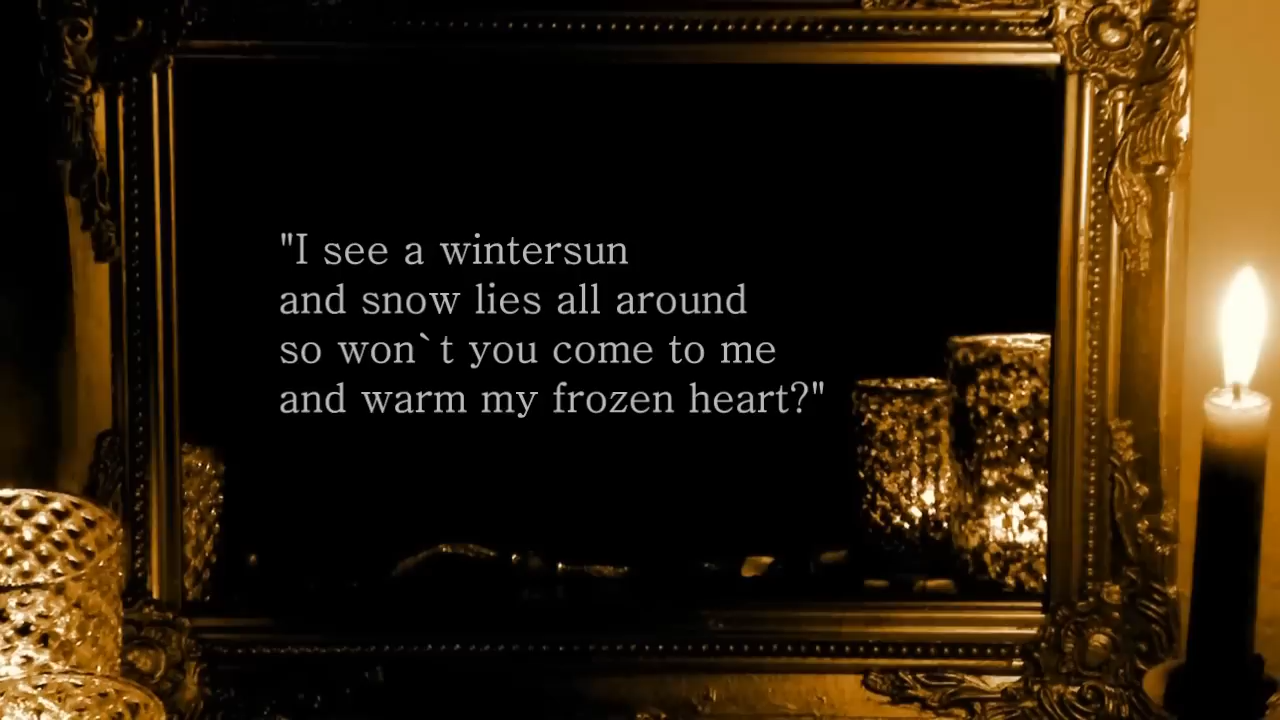 "I see a wintersun
and snow lies all around
so won`t you come to me
and warm my frozen heart?"